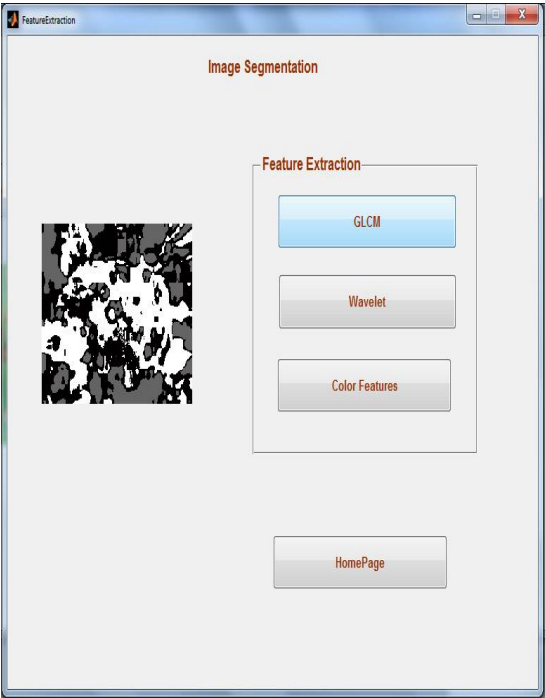 FeatureExtraction
Image Segmentation
Feature Extraction
GLCM
Wavelet
Color Features
HomePage